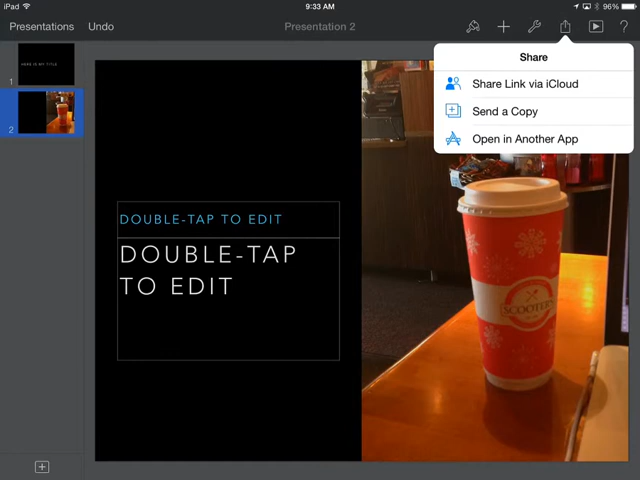 iPad
9:33 AM
96%
Presentations
Undo
Presentation 2
?
Share
Share Link via iCloud
Send a Copy
Open in Another App
1
HERE IS MY TITLE
2
DOUBLE-TAP TO EDIT
DOUBLE-TAP
TO EDIT
SCOOTER'S